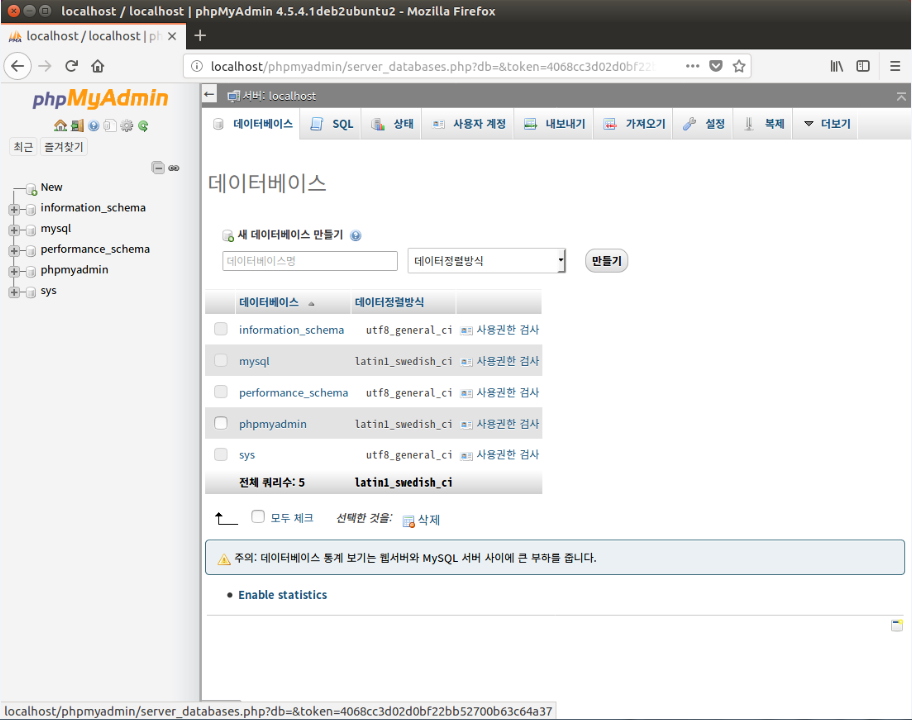 localhost / localhost | phpMyAdmin 4.5.4.1deb2ubuntu2 - Mozilla Firefox
localhost / localhost | ph
localhost/phpmyadmin/server_databases.php?db=&token=4068cc3d02d0bf22
phpMyAdmin
최근 즐겨찾기
New
information_schema
mysql
performance_schema
phpmyadmin
sys
서버: localhost
데이터베이스 SQL 상태 사용자 계정 내보내기 가져오기 설정 복제 더보기
데이터베이스
새 데이터베이스 만들기
데이터베이스명 데이터정렬방식 만들기
데이터베이스 데이터정렬방식
information_schema utf8_general_ci 사용권한 검사
mysql latin1_swedish_ci 사용권한 검사
performance_schema utf8_general_ci 사용권한 검사
phpmyadmin latin1_swedish_ci 사용권한 검사
sys utf8_general_ci 사용권한 검사
전체 쿼리수: 5 latin1_swedish_ci
모두 체크 선택한 것을: 삭제
주의: 데이터베이스 통계 보기는 웹서버와 MySQL 서버 사이에 큰 부하를 줍니다.
Enable statistics
localhost/phpmyadmin/server_databases.php?db=&token=4068cc3d02d0bf22bb52700b63c64a37